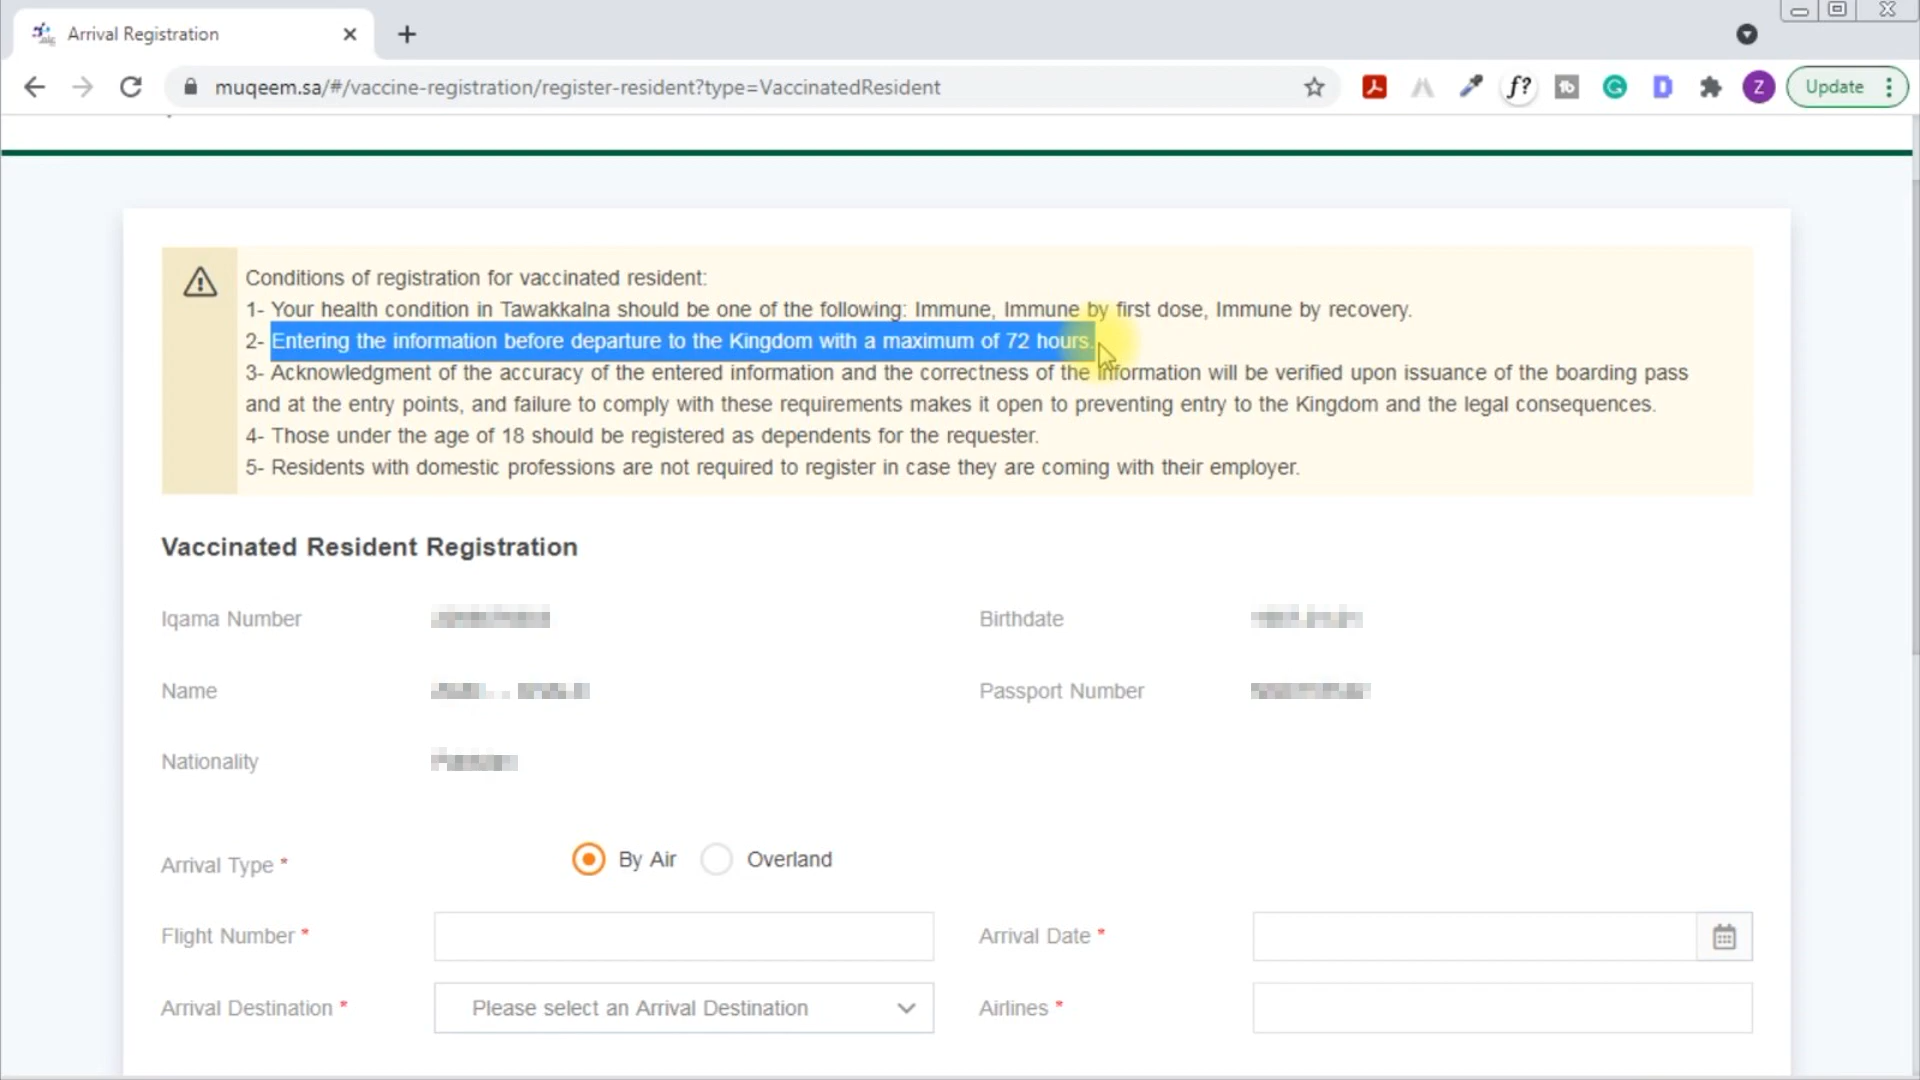 Arrival Registration
muqeem.sa/#/vaccine-registration/register-resident?type=VaccinatedResident
f?
tb
G
D
Z
Update
Conditions of registration for vaccinated resident:
1- Your health condition in Tawakkalna should be one of the following: Immune, Immune by first dose, Immune by recovery.
2- Entering the information before departure to the Kingdom with a maximum of 72 hours.
3- Acknowledgment of the accuracy of the entered information and the correctness of the information will be verified upon issuance of the boarding pass
and at the entry points, and failure to comply with these requirements makes it open to preventing entry to the Kingdom and the legal consequences.
4- Those under the age of 18 should be registered as dependents for the requester.
5- Residents with domestic professions are not required to register in case they are coming with their employer.
Vaccinated Resident Registration
Iqama Number
Birthdate
Name
Passport Number
Nationality
Arrival Type *
By Air
Overland
Flight Number *
Arrival Date *
Arrival Destination *
Please select an Arrival Destination
Airlines *